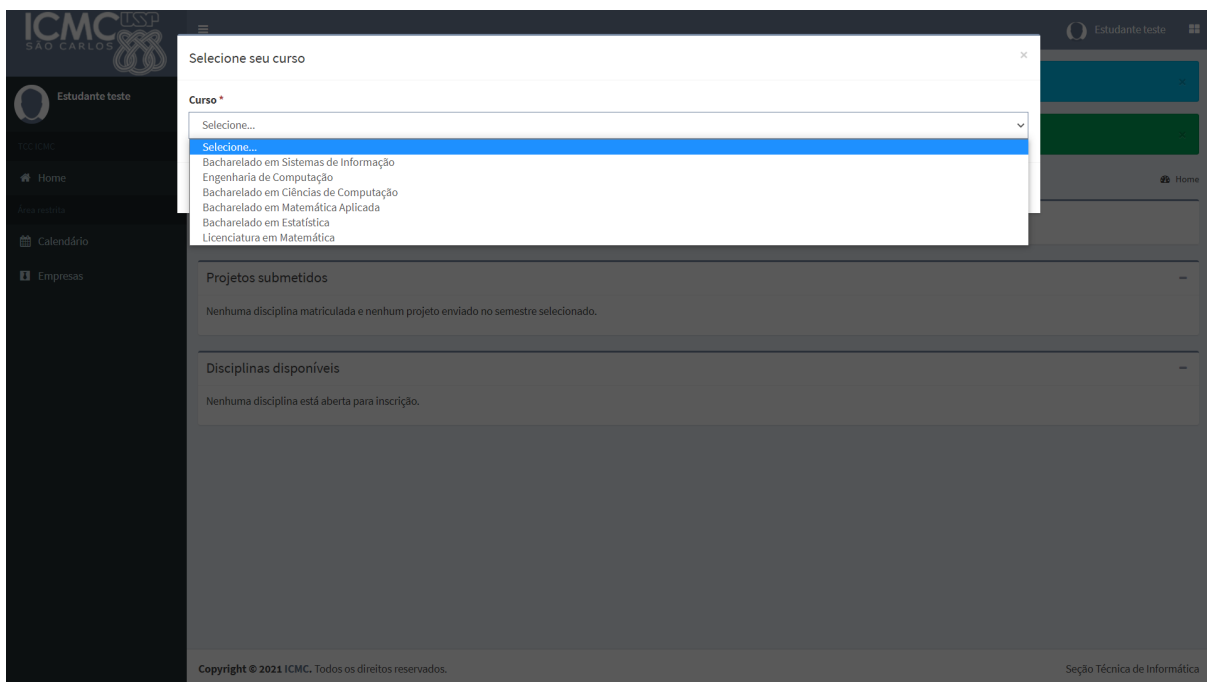 ICMC USP
SÃO CARLOS
Estudante teste
Selecione seu curso
×
Estudante teste
Curso *
Selecione...
Selecione...
Bacharelado em Sistemas de Informação
Engenharia de Computação
Bacharelado em Ciências de Computação
Bacharelado em Matemática Aplicada
Bacharelado em Estatística
Licenciatura em Matemática
TCC ICMC
Home
Home
Área restrita
Calendário
Empresas
Projetos submetidos
Nenhuma disciplina matriculada e nenhum projeto enviado no semestre selecionado.
Disciplinas disponíveis
Nenhuma disciplina está aberta para inscrição.
Copyright © 2021 ICMC. Todos os direitos reservados.
Seção Técnica de Informática